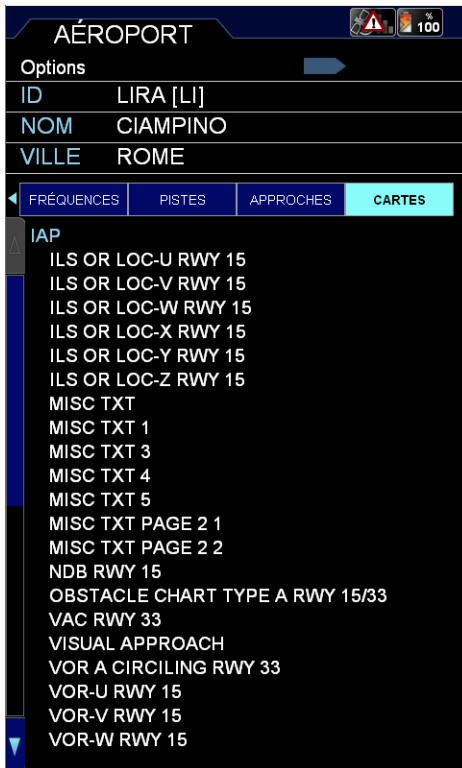 AÉROPORT
%
100
Options
ID LIRA [LI]
NOM CIAMPINO
VILLE ROME
FRÉQUENCES PISTES APPROCHES CARTES
IAP
ILS OR LOC-U RWY 15
ILS OR LOC-V RWY 15
ILS OR LOC-W RWY 15
ILS OR LOC-X RWY 15
ILS OR LOC-Y RWY 15
ILS OR LOC-Z RWY 15
MISC TXT
MISC TXT 1
MISC TXT 3
MISC TXT 4
MISC TXT 5
MISC TXT PAGE 2 1
MISC TXT PAGE 2 2
NDB RWY 15
OBSTACLE CHART TYPE A RWY 15/33
VAC RWY 33
VISUAL APPROACH
VOR A CIRCILING RWY 33
VOR-U RWY 15
VOR-V RWY 15
VOR-W RWY 15